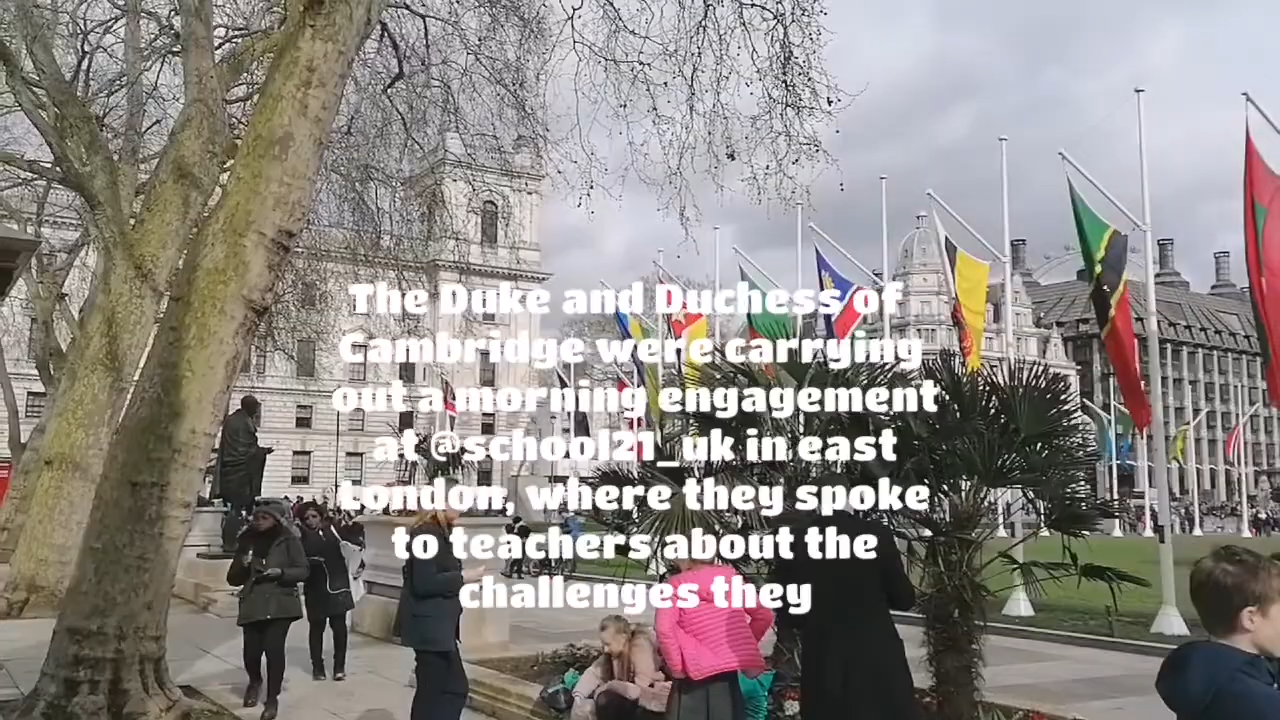 The Duke and Duchess of
Cambridge were carrying
out a morning engagement
at @school21_uk in east
London, where they spoke
to teachers about the
challenges they